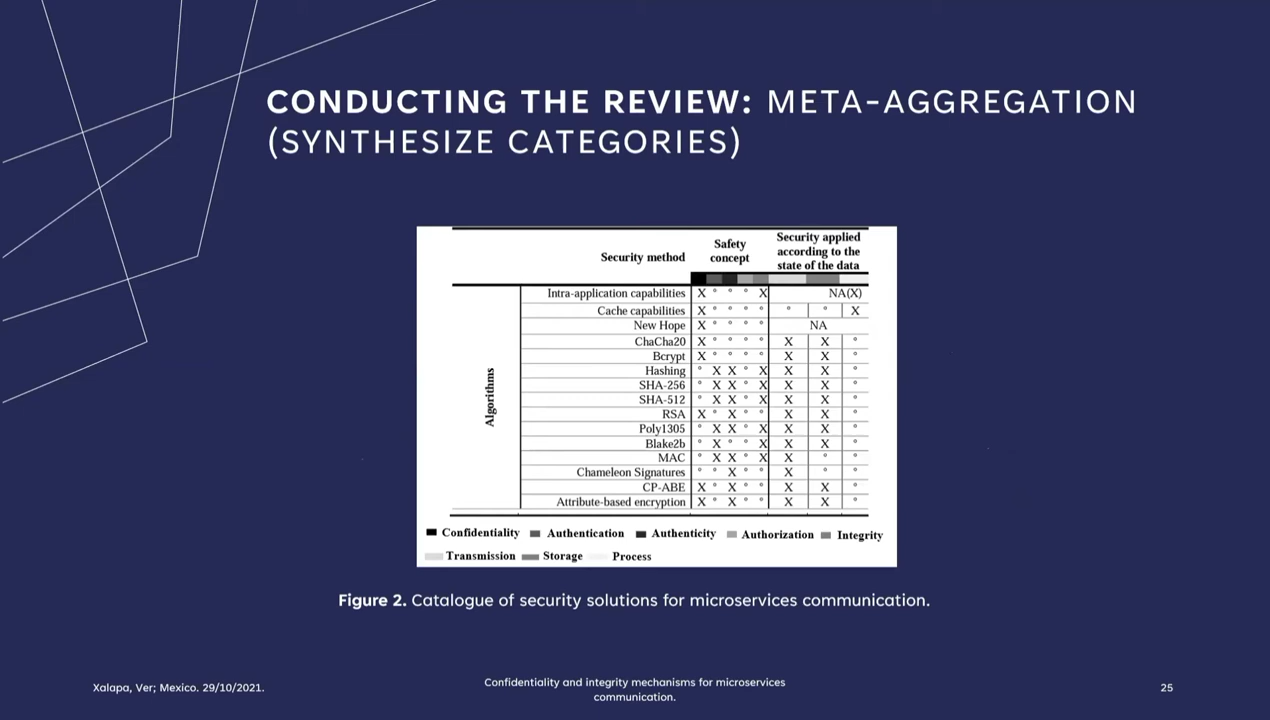 CONDUCTING THE REVIEW: META-AGGREGATION
(SYNTHESIZE CATEGORIES)
Security method
Safety
concept
Security applied
according to the
state of the data
Algorithms
Intra-application capabilities X ° ° ° X NA(X)
Cache capabilities X ° ° ° ° ° ° X
New Hope X ° ° ° ° NA
ChaCha20 X ° ° ° ° X X °
Bcrypt X ° ° ° ° X X °
Hashing ° X X ° X X X °
SHA-256 ° X X ° X X X °
SHA-512 ° X X ° X X X °
RSA X ° X ° ° X X °
Poly1305 ° X X ° X X X °
Blake2b ° X ° ° X X X °
MAC ° X X ° X X ° °
Chameleon Signatures ° ° X ° ° X ° °
CP-ABE X ° X ° ° X X °
Attribute-based encryption X ° X ° ° X X °
Confidentiality Authentication Authenticity Authorization Integrity
Transmission Storage Process
Figure 2. Catalogue of security solutions for microservices communication.
Xalapa, Ver; Mexico. 29/10/2021.
Confidentiality and integrity mechanisms for microservices
communication.
25